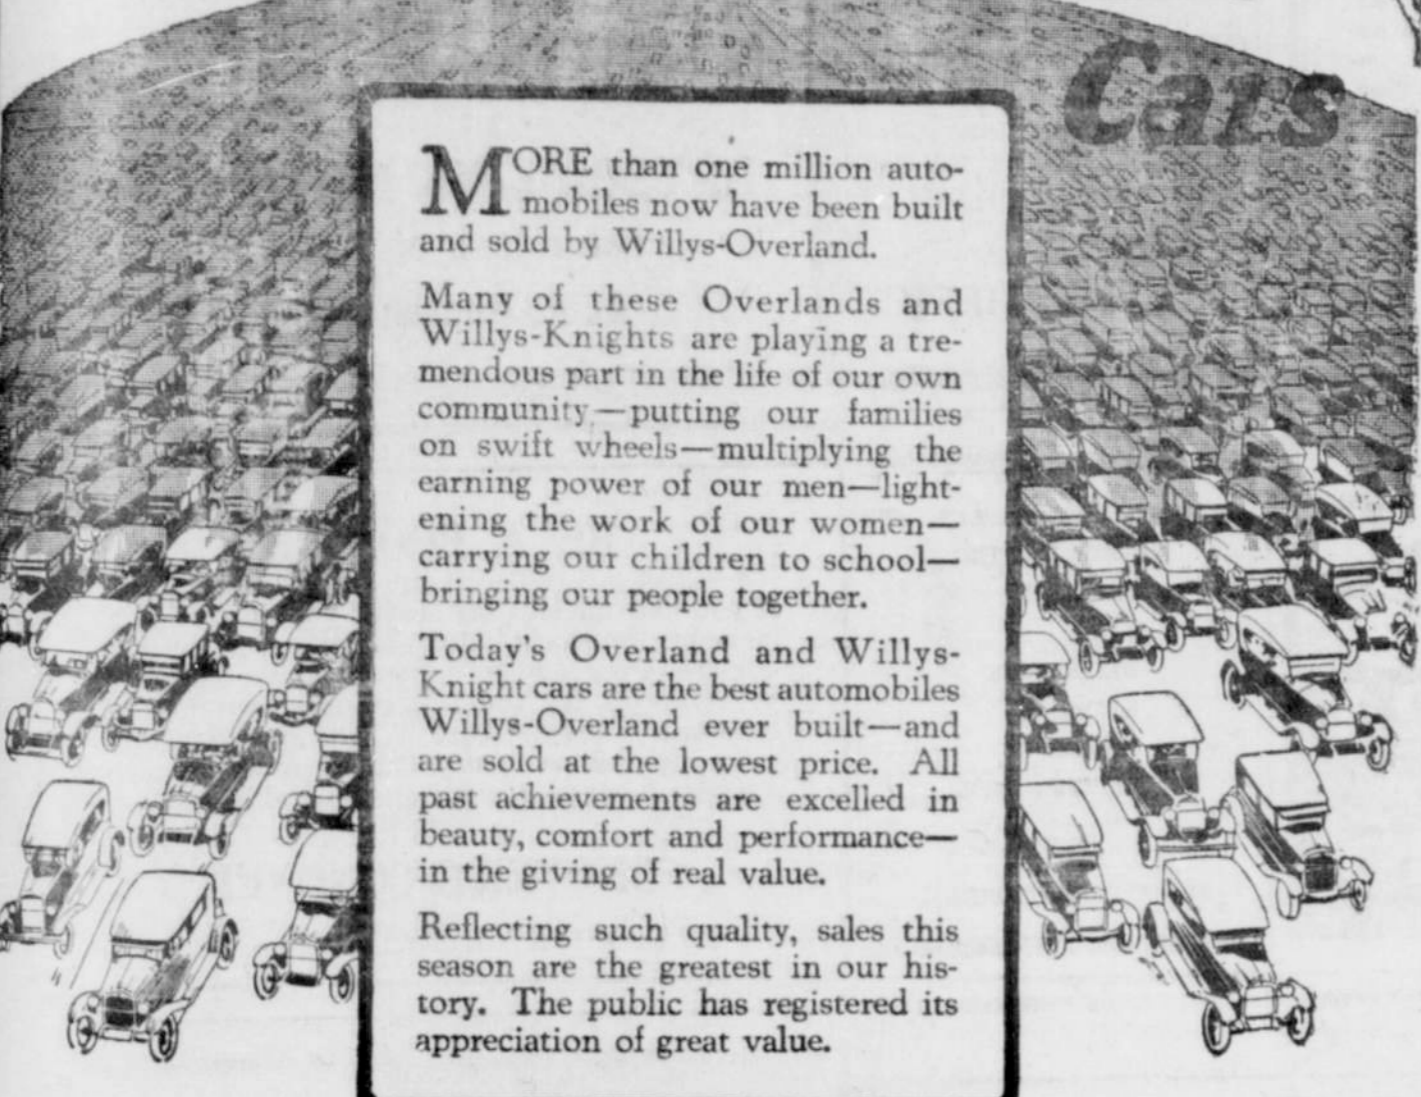 Cars
MORE than one million auto-
mobiles now have been built
and sold by Willys-Overland.
Many of these Overlands and
Willys-Knights are playing a tre-
mendous part in the life of our own
community,—putting our families
on swift wheels—multiplying the
earning power of our men—light-
ening the work of our women—
carrying our children to school—
bringing our people together.
Today's Overland and Willys-
Knight cars are the best automobiles
Willys-Overland ever built—and
are sold at the lowest price. All
past achievements are excelled in
beauty, comfort and performance—
in the giving of real value.
Reflecting such quality, sales this
season are the greatest in our his-
tory. The public has registered its
appreciation of great value.